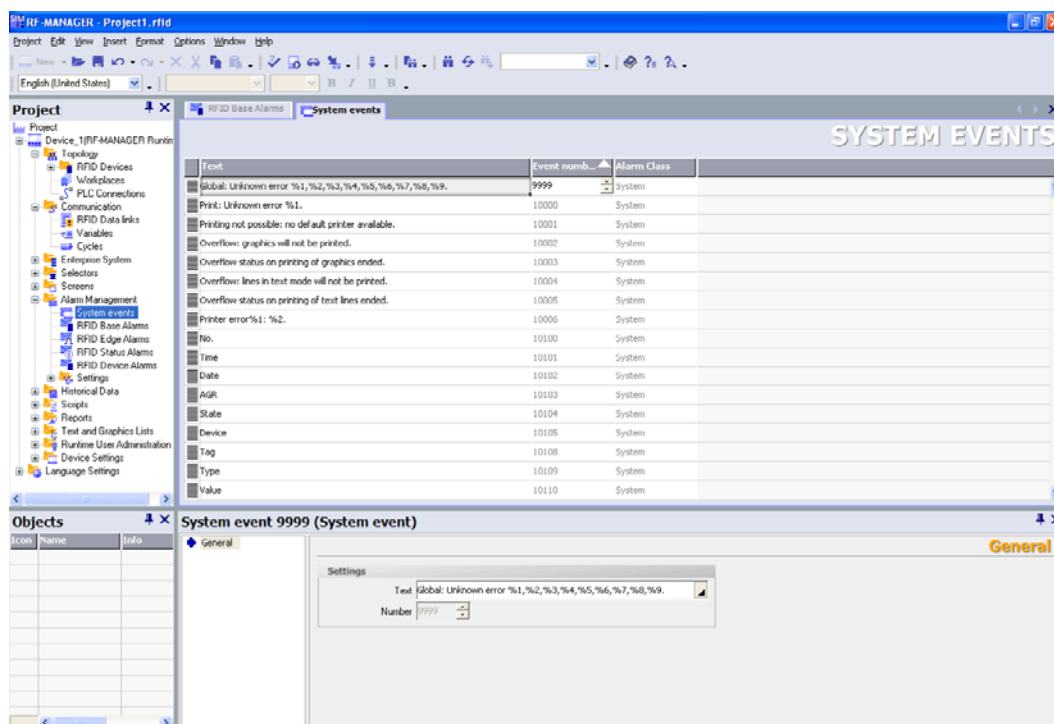 RF-MANAGER - Project1.rfid
Project Edit View Insert Format Options Window Help
New
English (United States) B I U B
Project
RFID Base Alarms System events
SYSTEM EVENTS
Project
Device_1(RF-MANAGER Runtim
Topology
RFID Devices
Workplaces
PLC Connections
Communication
RFID Data links
Variables
Cycles
Enterprise System
Selectors
Screens
Alarm Management
System events
RFID Base Alarms
RFID Edge Alarms
RFID Status Alarms
RFID Device Alarms
Settings
Historical Data
Scripts
Reports
Text and Graphics Lists
Runtime User Administration
Device Settings
Language Settings
Text Event numb... Alarm Class
Global: Unknown error %1,%2,%3,%4,%5,%6,%7,%8,%9. 9999 System
Print: Unknown error %1. 10000 System
Printing not possible: no default printer available. 10001 System
Overflow: graphics will not be printed. 10002 System
Overflow status on printing of graphics ended. 10003 System
Overflow: lines in text mode will not be printed. 10004 System
Overflow status on printing of text lines ended. 10005 System
Printer error%1: %2. 10006 System
No. 10100 System
Time 10101 System
Date 10102 System
AGR 10103 System
State 10104 System
Device 10105 System
Tag 10108 System
Type 10109 System
Value 10110 System
Objects
Icon Name Info
System event 9999 (System event)
General
General
Settings
Text Global: Unknown error %1,%2,%3,%4,%5,%6,%7,%8,%9.
Number 9999